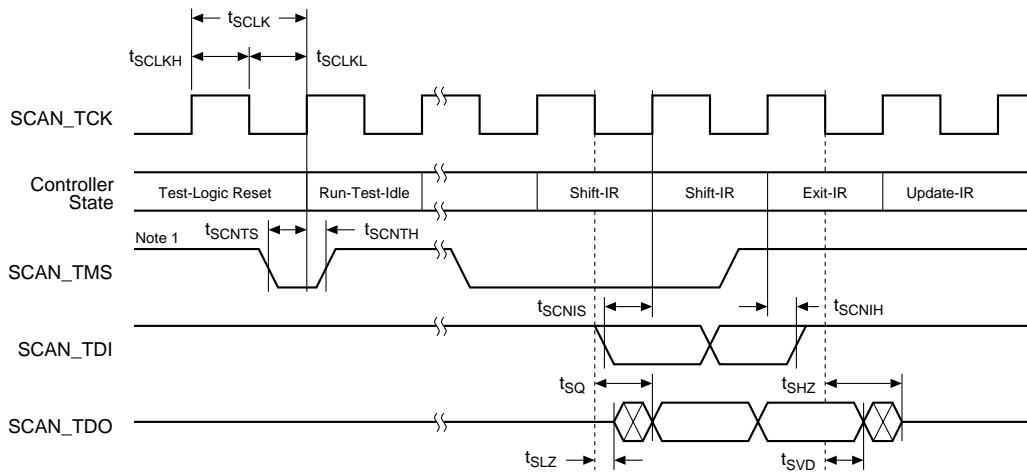 tSCLK
tSCLKH
tSCLKL
SCAN_TCK
Controller State
Test-Logic Reset
Run-Test-Idle
Shift-IR
Shift-IR
Exit-IR
Update-IR
Note 1
tSCNTS
tSCNTH
SCAN_TMS
tSCNIS
tSCNIH
SCAN_TDI
tSQ
tSHZ
SCAN_TDO
tSLZ
tSVD